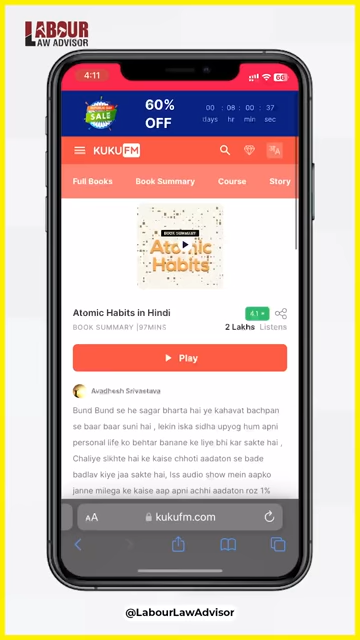 LABOUR
LAW ADVISOR
4:11
66
SALE
60%
OFF
00 : 08 : 00 : 37
days hr min sec
KUKU FM
Full Books Book Summary Course Story
BOOK SUMMARY
Atomic
Habits
Atomic Habits in Hindi
4.1
BOOK SUMMARY |97MINS
2 Lakhs Listens
Play
Avadhesh Srivastava
Bund Bund se he sagar bharta hai ye kahavat bachpan
se baar baar suni hai , lekin iska sidha upyog hum apni
personal life ko behtar banane ke liye bhi kar sakte hai ,
Chaliye sikhte hai ke kaise chhoti aadaton se bade
badlav kiye jaa sakte hai, Iss audio show mein aapko
janne milega ke kaise aap apni achhi aadaton roz 1%
AA
kukufm.com
@LabourLawAdvisor